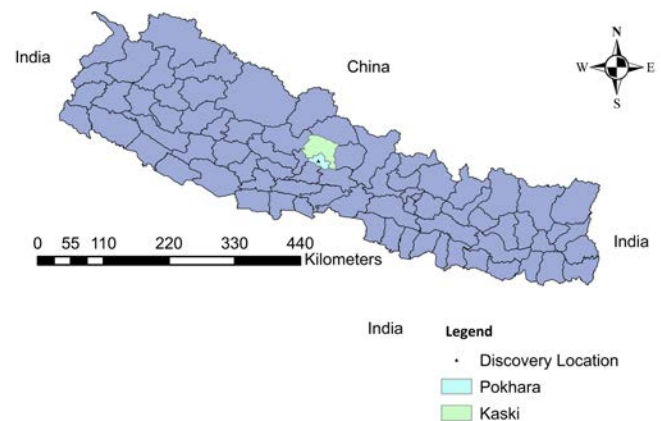 India
China
N
W E
S
0 55 110 220 330 440
Kilometers
India
India
Legend
Discovery Location
Pokhara
Kaski